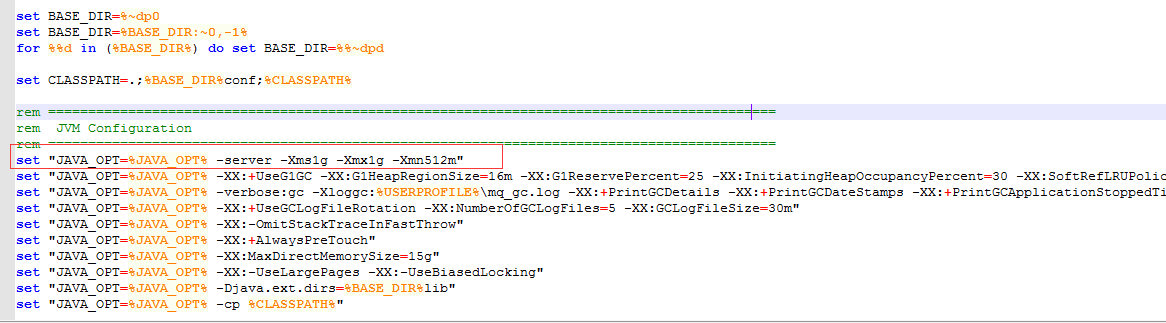 set BASE_DIR=%~dp0
set BASE_DIR=%BASE_DIR:~0,-1%
for %%d in (%BASE_DIR%) do set BASE_DIR=%%~dpd
set CLASSPATH=.;%BASE_DIR%conf;%CLASSPATH%
rem ===========================================================================================
rem  JVM Configuration
rem ===========================================================================================
set "JAVA_OPT=%JAVA_OPT% -server -Xms1g -Xmx1g -Xmn512m"
set "JAVA_OPT=%JAVA_OPT% -XX:+UseG1GC -XX:G1HeapRegionSize=16m -XX:G1ReservePercent=25 -XX:InitiatingHeapOccupancyPercent=30 -XX:SoftRefLRUPolic
set "JAVA_OPT=%JAVA_OPT% -verbose:gc -Xloggc:%USERPROFILE%\mq_gc.log -XX:+PrintGCDetails -XX:+PrintGCDateStamps -XX:+PrintGCApplicationStoppedTi
set "JAVA_OPT=%JAVA_OPT% -XX:+UseGCLogFileRotation -XX:NumberOfGCLogFiles=5 -XX:GCLogFileSize=30m"
set "JAVA_OPT=%JAVA_OPT% -XX:-OmitStackTraceInFastThrow"
set "JAVA_OPT=%JAVA_OPT% -XX:+AlwaysPreTouch"
set "JAVA_OPT=%JAVA_OPT% -XX:MaxDirectMemorySize=15g"
set "JAVA_OPT=%JAVA_OPT% -XX:-UseLargePages -XX:-UseBiasedLocking"
set "JAVA_OPT=%JAVA_OPT% -Djava.ext.dirs=%BASE_DIR%lib"
set "JAVA_OPT=%JAVA_OPT% -cp %CLASSPATH%"